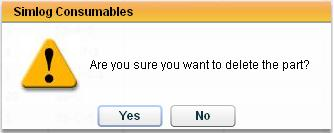 Simlog Consumables
Are you sure you want to delete the part?
Yes No